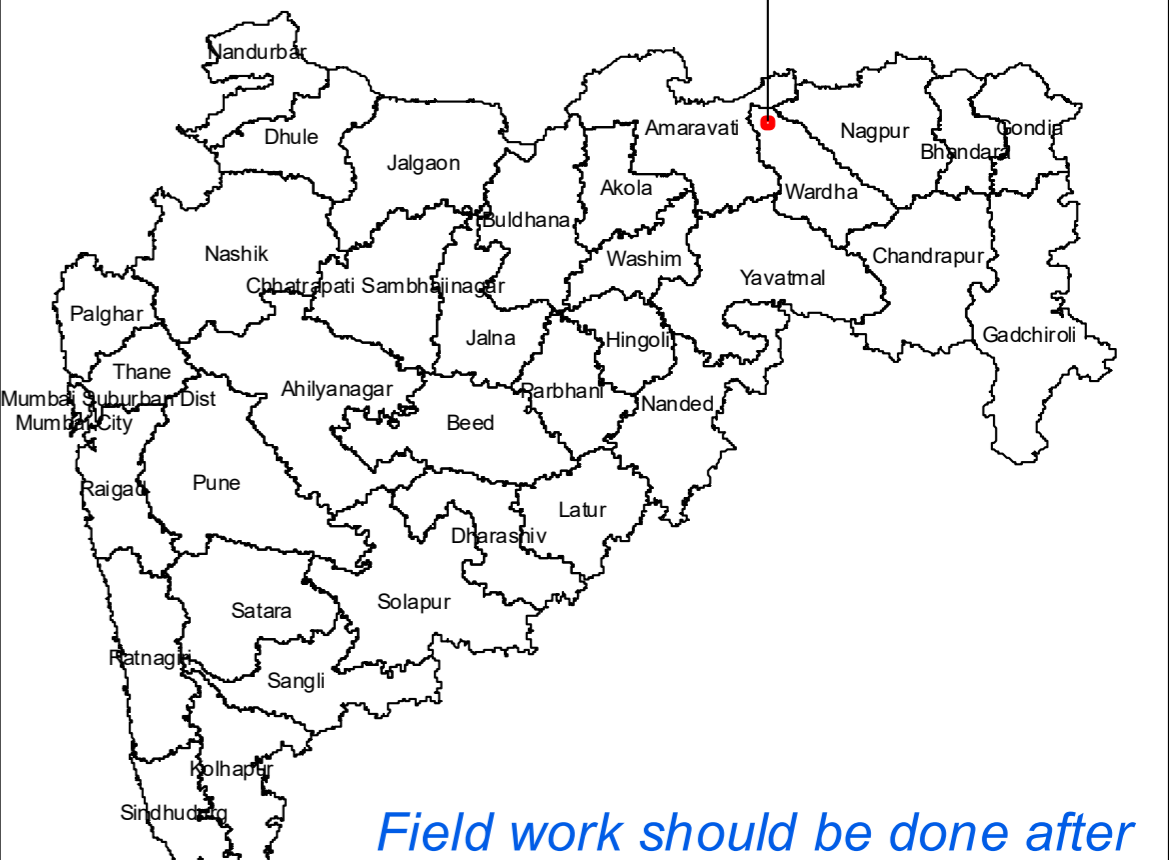 Nandurbar
Dhule
Jalgaon
Amaravati
Nagpur
Gondia
Bhandara
Akola
Wardha
Buldhana
Nashik
Washim
Chandrapur
Yavatmal
Chhatrapati Sambhajinagar
Palghar
Jalna
Hingoli
Gadchiroli
Thane
Ahilyanagar
Parbhani
Mumbai Suburban Dist
Nanded
Mumbai City
Beed
Raigad
Pune
Latur
Dharashiv
Satara
Solapur
Ratnagiri
Sangli
Kolhapur
Sindhudurg
Field work should be done after